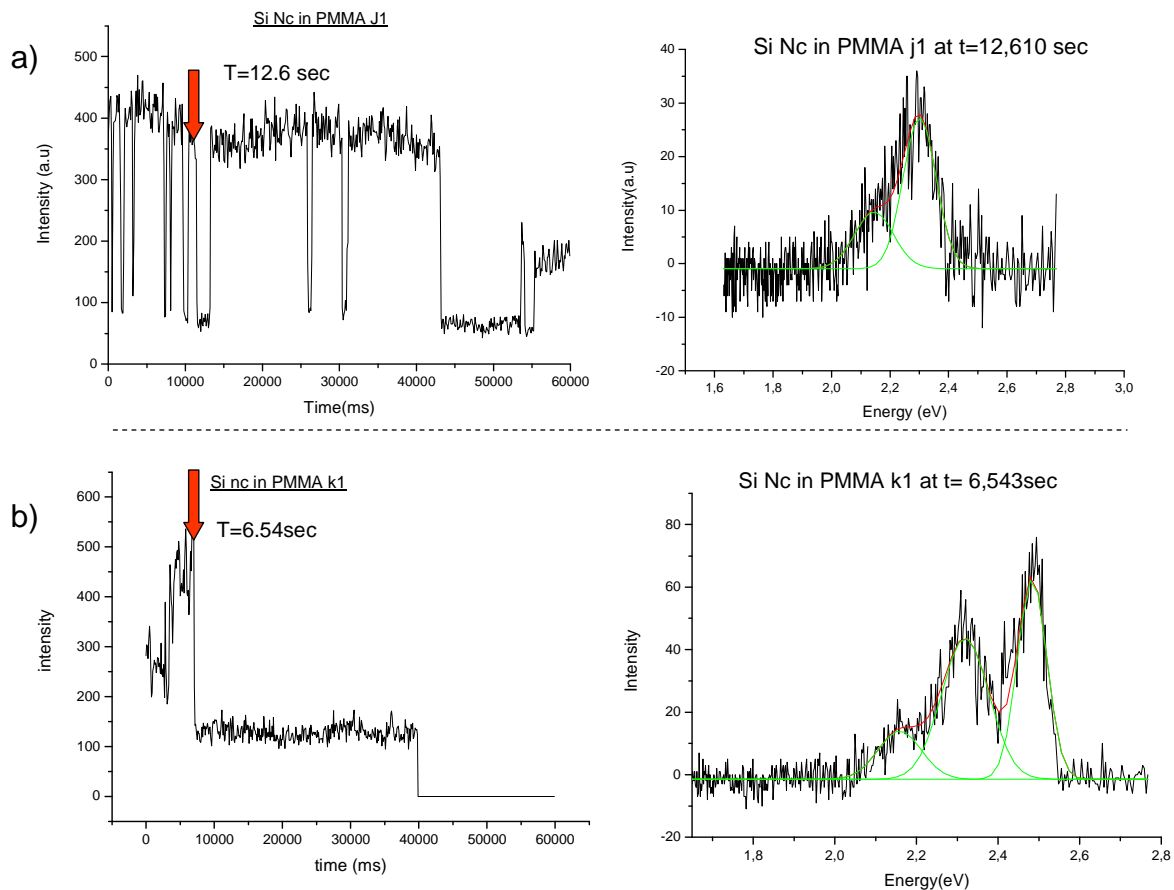 a)
Si Nc in PMMA J1
T=12.6 sec
Intensity (a.u)
500
400
300
200
100
0
0 10000 20000 30000 40000 50000 60000
Time(ms)
Si Nc in PMMA j1 at t=12,610 sec
Intensity(a.u)
40
30
20
10
0
-10
-20
1,6 1,8 2,0 2,2 2,4 2,6 2,8 3,0
Energy (eV)
b)
Si nc in PMMA k1
T=6.54sec
intensity
600
500
400
300
200
100
0
0 10000 20000 30000 40000 50000 60000
time (ms)
Si Nc in PMMA k1 at t= 6,543sec
Intensity
80
60
40
20
0
-20
1,8 2,0 2,2 2,4 2,6 2,8
Energy(eV)